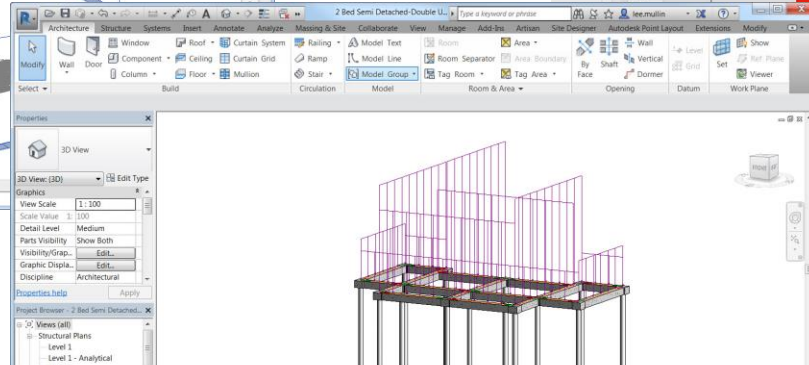 2 Bed Semi Detached-Double U... Type a keyword or phrase lee.mullin
Architecture Structure Systems Insert Annotate Analyze Massing & Site Collaborate View Manage Add-Ins Artisan Site Designer Autodesk Point Layout Extensions Modify
Window Roof Curtain System Railing Model Text Room Area Wall Level Show
Component Ceiling Curtain Grid Ramp Model Line Room Separator Area Boundary Vertical Grid Ref Plane
Modify Wall Door Column Floor Mullion Stair Model Group Tag Room Tag Area By Face Shaft Dormer Set Viewer
Select Build Circulation Model Room & Area Opening Datum Work Plane
Properties
3D View
3D View: {3D} Edit Type
Graphics
View Scale 1 : 100
Scale Value 1: 100
Detail Level Medium
Parts Visibility Show Both
Visibility/Grap... Edit...
Graphic Displa... Edit...
Discipline Architectural
Properties help Apply
Project Browser - 2 Bed Semi Detached...
Views (all)
Structural Plans
Level 1
Level 1 - Analytical